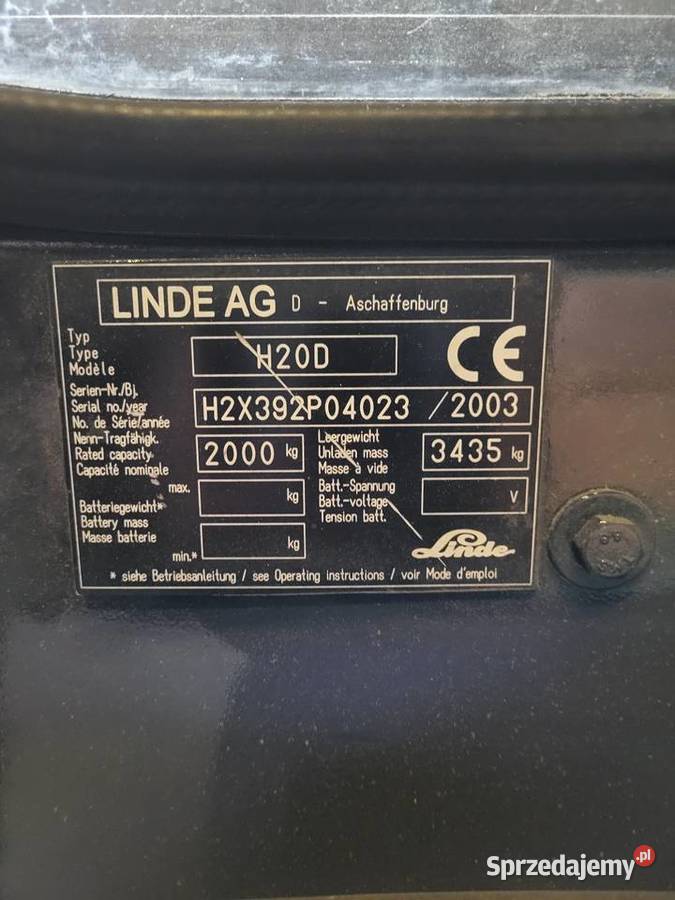 LINDE AG D - Aschaffenburg
Typ
Type
Modèle
H20D
CE
Serien-Nr./Bj.
Serial no./year
No. de Série/année
H2X392P04023 / 2003
Nenn-Tragfähigk.
Rated capacity
Capacité nominale
2000 kg
Leergewicht
Unladen mass
Masse à vide
3435 kg
max.
kg
Batteriegewicht*
Battery mass
Masse batterie
min.*
kg
Batt.-Spannung
Batt.-voltage
Tension batt.
V
Linde
* siehe Betriebsanleitung / see Operating instructions / voir Mode d'emploi
Sprzedajemy.pl